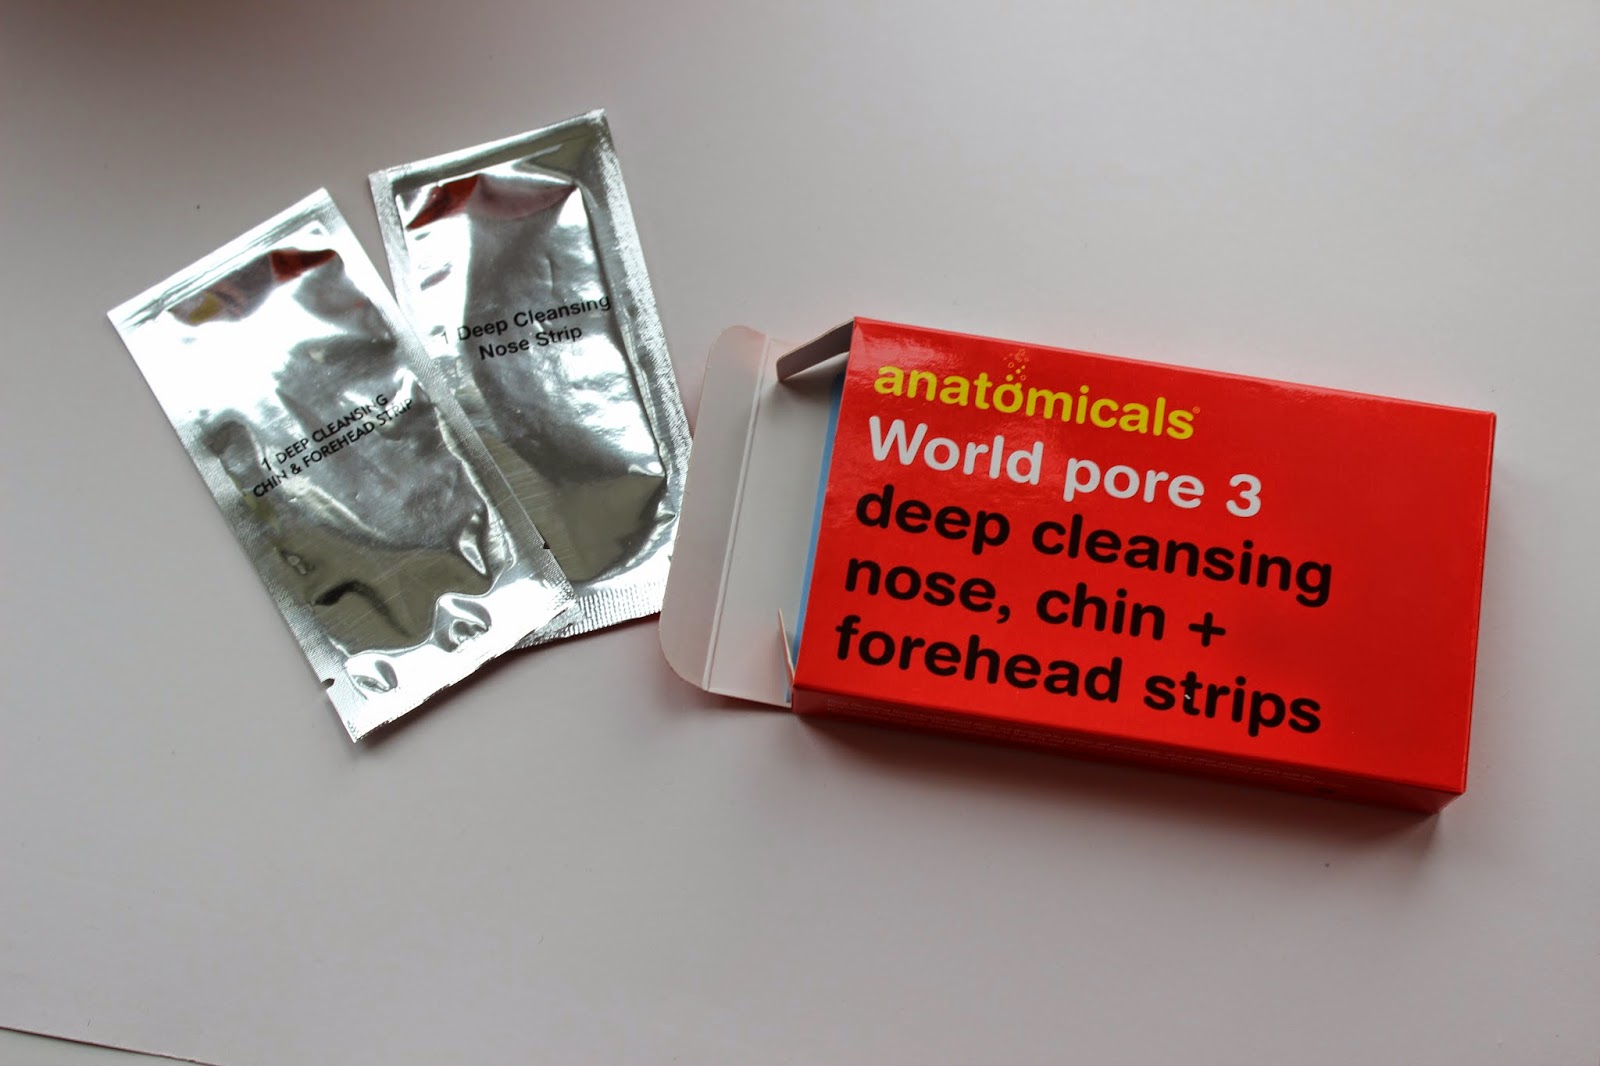 1 Deep Cleansing
Nose Strip
1 DEEP CLEANSING
CHIN & FOREHEAD STRIP
anatömicals
World pore 3
deep cleansing
nose, chin +
forehead strips